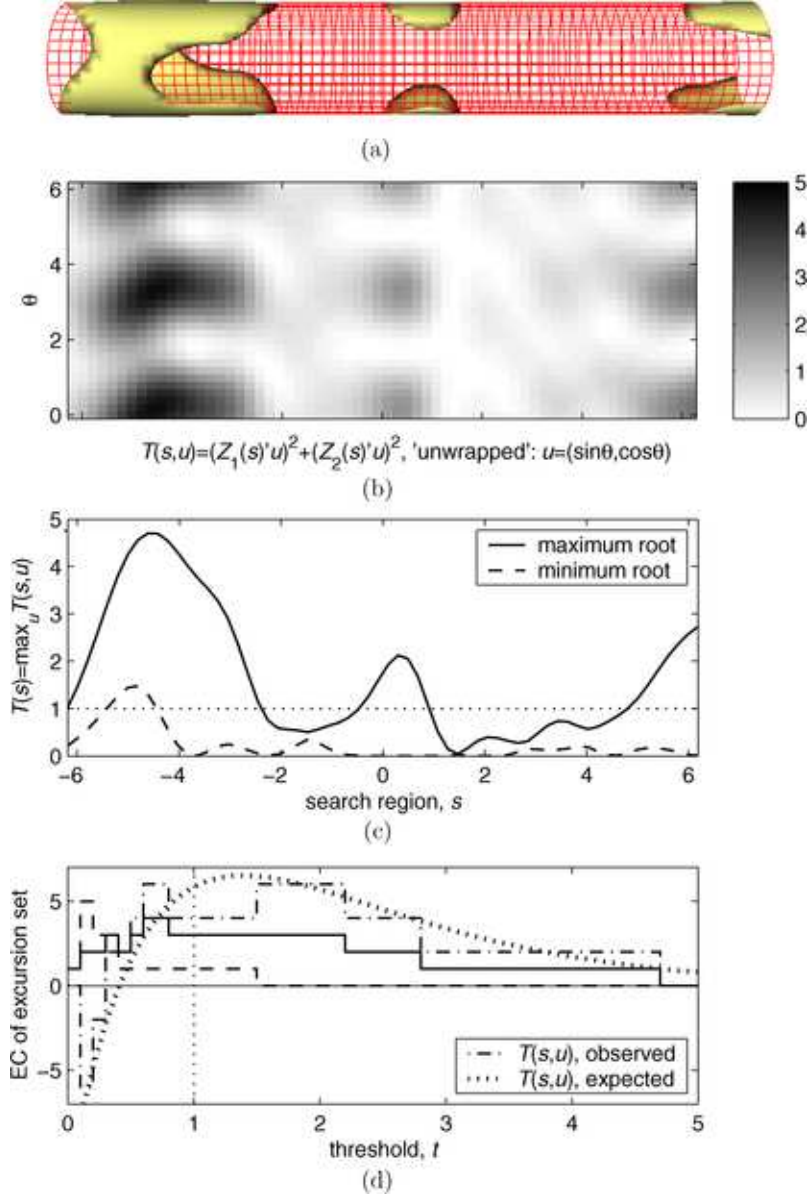 (a)
6
4
2
0
θ
5
4
3
2
1
0
T(s,u)=(Z₁(s)'u)²+(Z₂(s)'u)², 'unwrapped': u=(sinθ,cosθ)
(b)
5
4
3
2
1
0
T(s)=maxᵤT(s,u)
maximum root
minimum root
−6 −4 −2 0 2 4 6
search region, s
(c)
5
0
−5
EC of excursion set
T(s,u), observed
T(s,u), expected
0 1 2 3 4 5
threshold, t
(d)